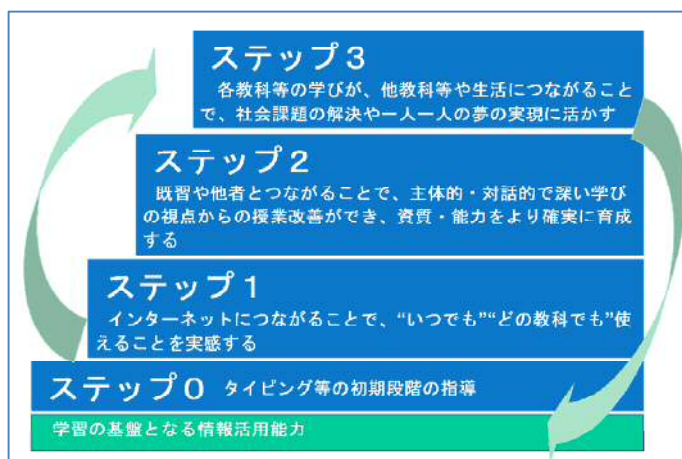 ステップ３
各教科等の学びが、他教科等や生活につながること
で、社会課題の解決や一人一人の夢の実現に活かす
ステップ２
既習や他者とつながることで、主体的・対話的で深い学び
の視点からの授業改善ができ、資質・能力をより確実に育成
する
ステップ１
インターネットにつながることで、“いつでも”“どの教科でも”使
えることを実感する
ステップ０ タイピング等の初期段階の指導
学習の基盤となる情報活用能力